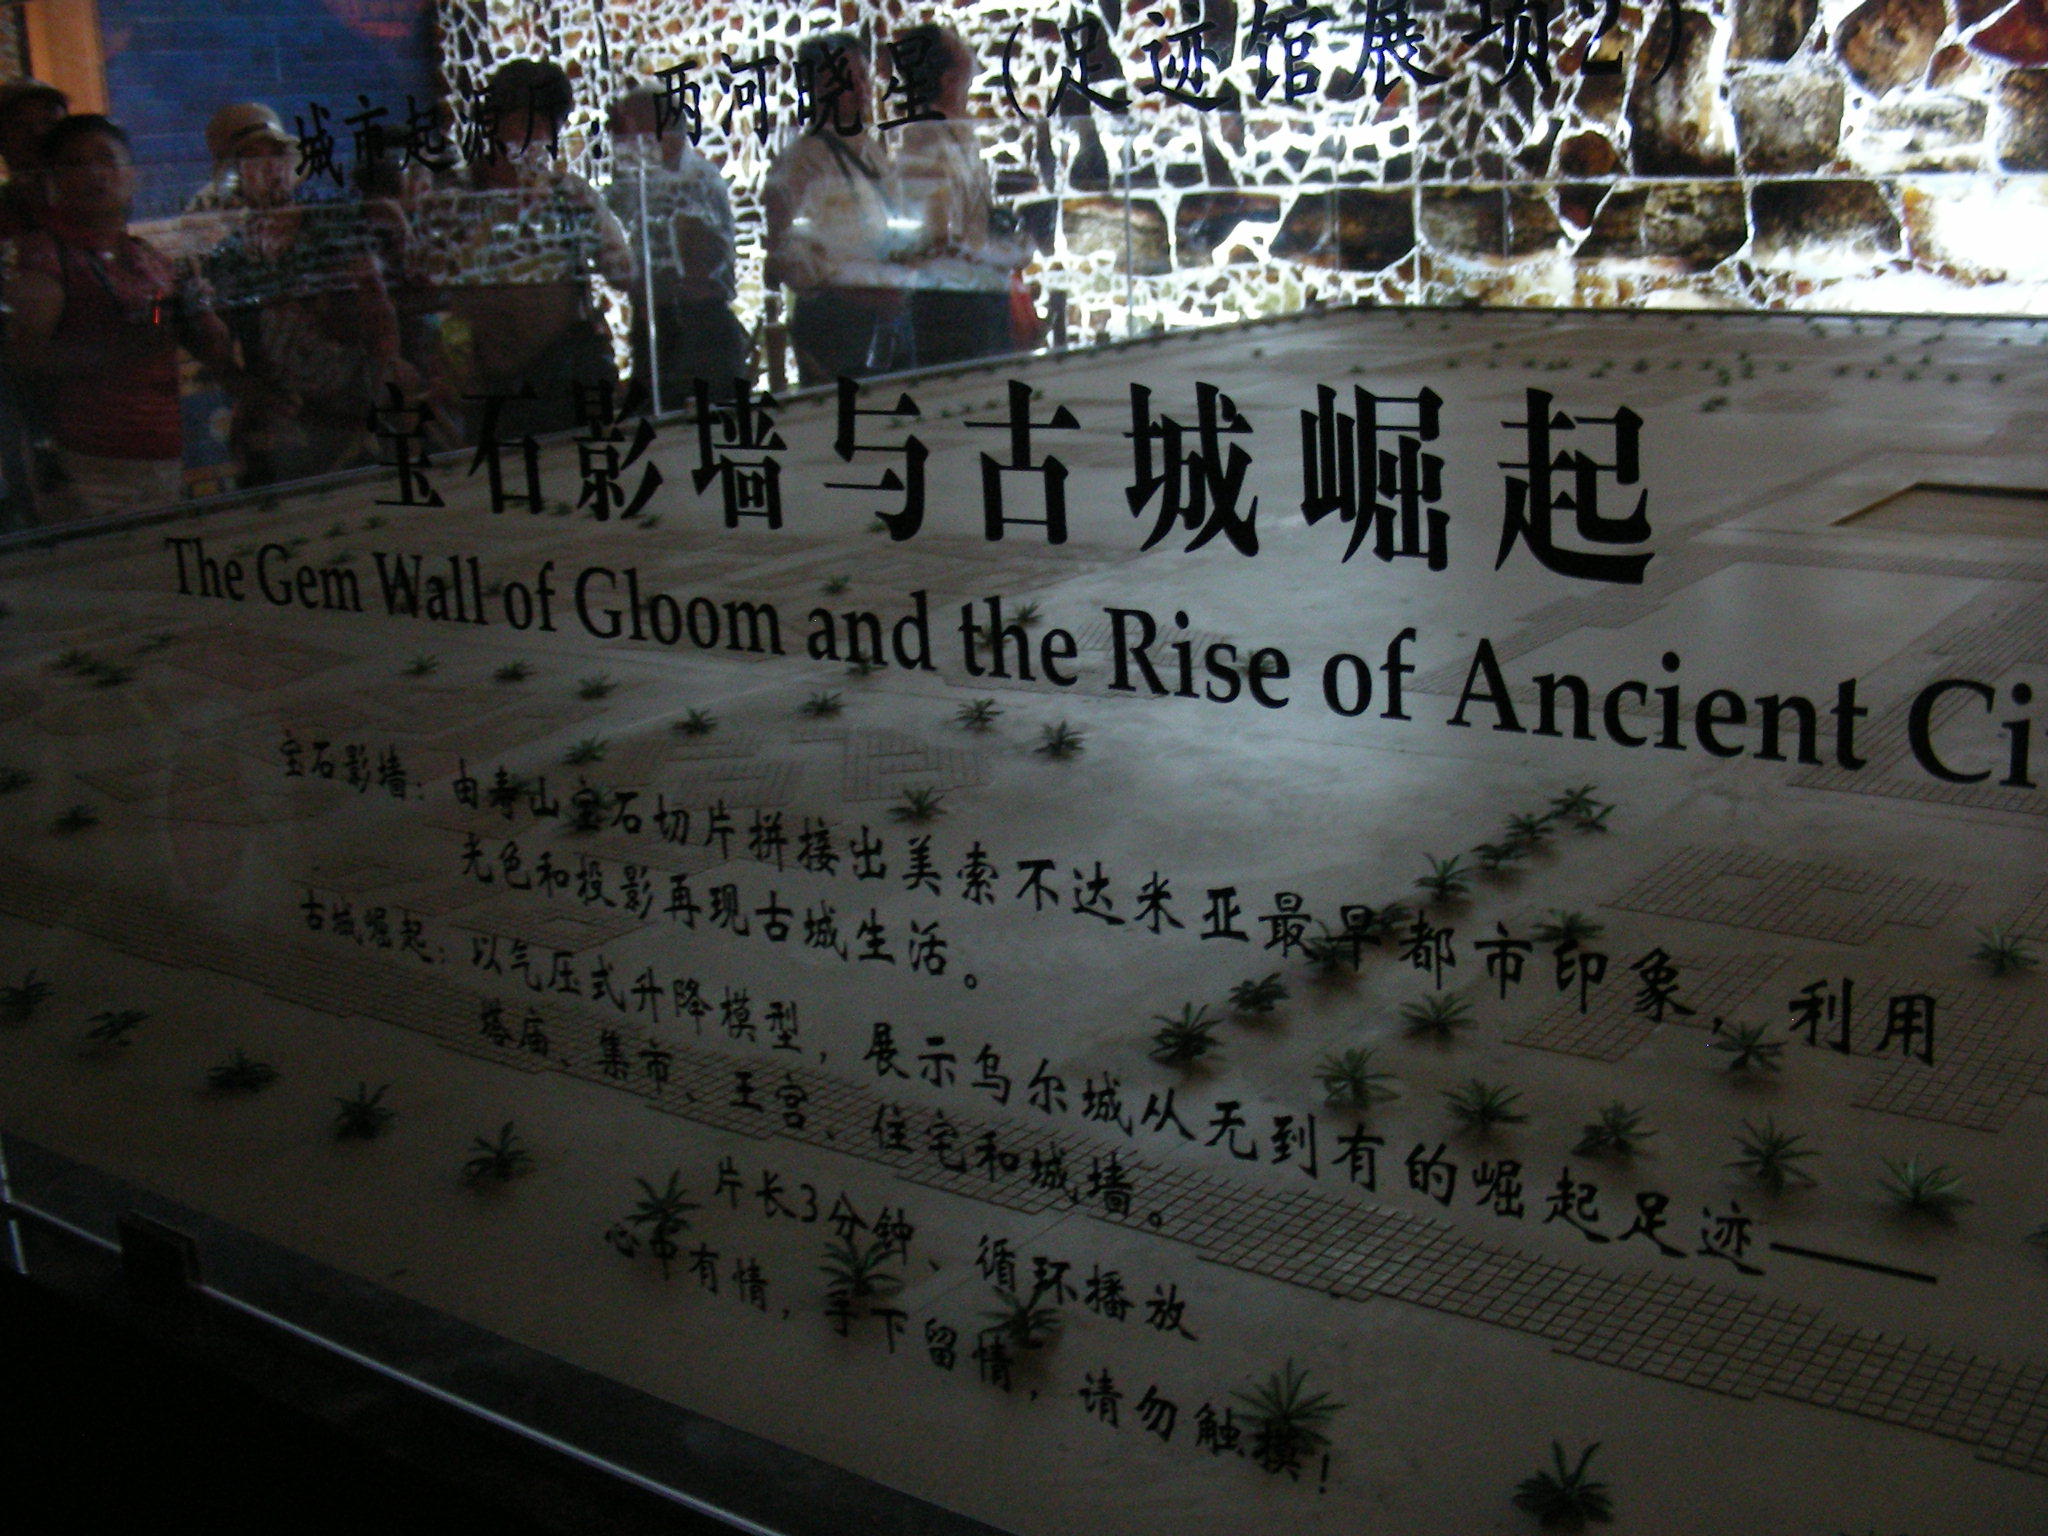 城市起源厅：两河晓星（足迹馆展项2）
宝石影墙与古城崛起
The Gem Wall of Gloom and the Rise of Ancient Ci
宝石影墙：由寿山宝石切片拼接出美索不达米亚最早都市印象，利用
光色和投影再现古城生活。
古城崛起：以气压式升降模型，展示乌尔城从无到有的崛起足迹——
塔庙、集市、王宫、住宅和城墙。
片长3分钟、循环播放
心中有情，手下留情，请勿触摸！